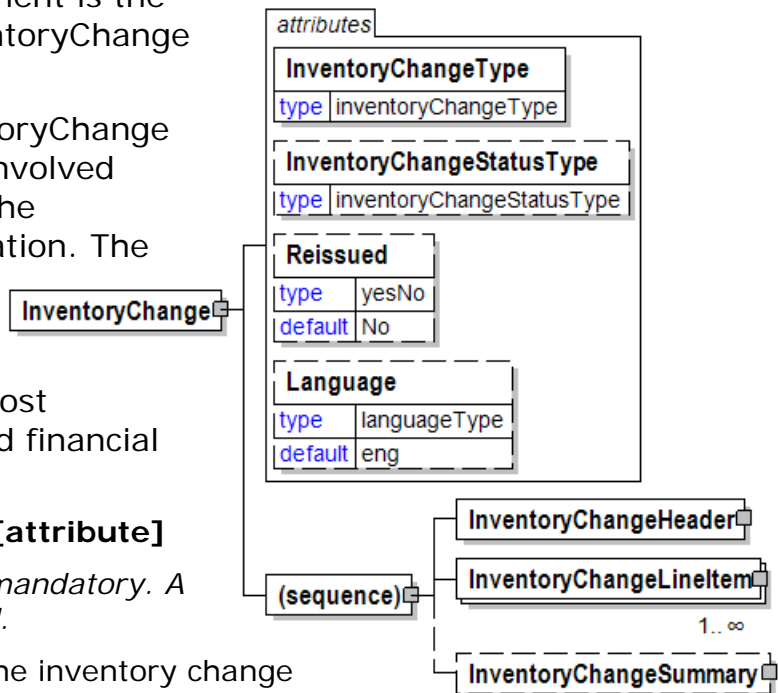 ent is the
ntoryChange
oryChange
nvolved
he
ation. The
ost
d financial
[attribute]
mandatory. A
d.
he inventory change
attributes
InventoryChangeType
type inventoryChangeType
InventoryChangeStatusType
type inventoryChangeStatusType
Reissued
type yesNo
default No
Language
type languageType
default eng
InventoryChange
(sequence)
InventoryChangeHeader
InventoryChangeLineItem
1.. ∞
InventoryChangeSummary